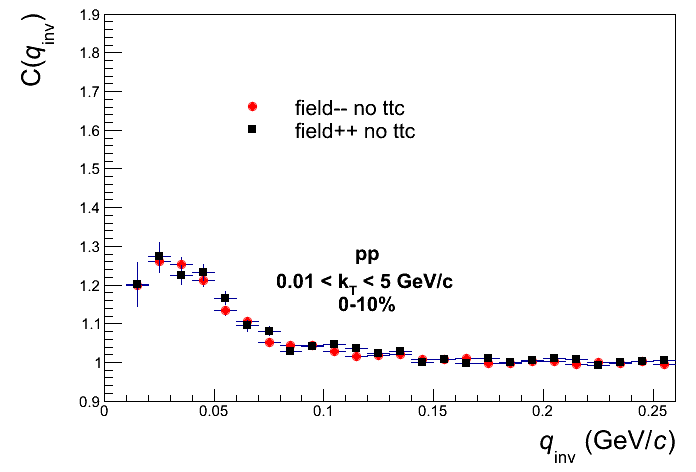 C(q_inv)
1.9
1.8
1.7
1.6
1.5
1.4
1.3
1.2
1.1
1
0.9
field-- no ttc
field++ no ttc
pp
0.01 < k_T < 5 GeV/c
0-10%
0 0.05 0.1 0.15 0.2 0.25
q_inv (GeV/c)